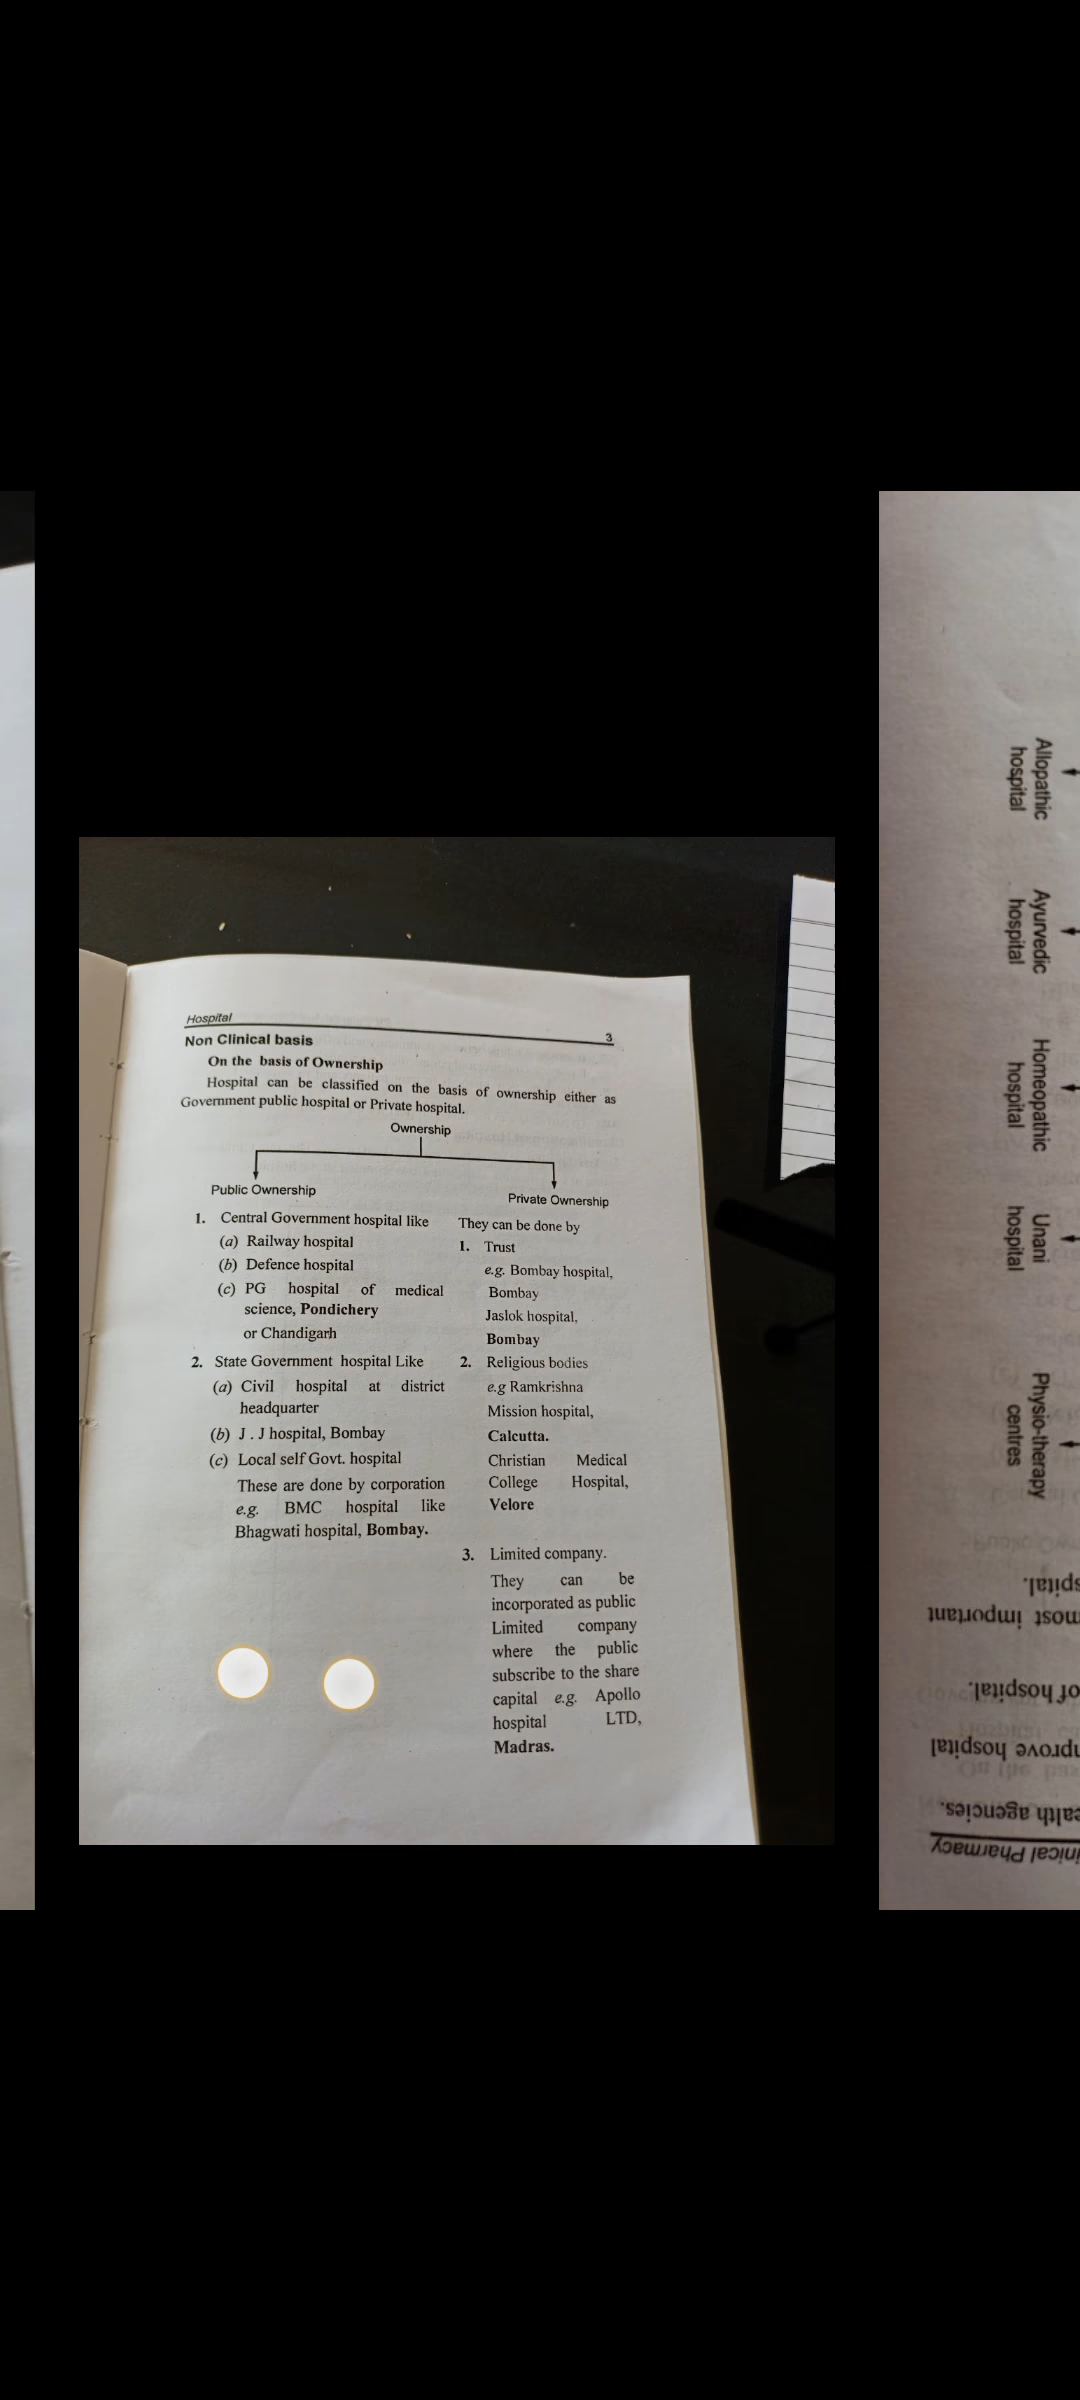 Hospital
3
Non Clinical basis
On the basis of Ownership
Hospital can be classified on the basis of ownership either as
Government public hospital or Private hospital.
Ownership
Public Ownership
Private Ownership
1. Central Government hospital like
(a) Railway hospital
(b) Defence hospital
(c) PG hospital of medical
science, Pondichery
or Chandigarh
2. State Government hospital Like
(a) Civil hospital at district
headquarter
(b) J . J hospital, Bombay
(c) Local self Govt. hospital
These are done by corporation
e.g. BMC hospital like
Bhagwati hospital, Bombay.
They can be done by
1. Trust
e.g. Bombay hospital,
Bombay
Jaslok hospital,
Bombay
2. Religious bodies
e.g Ramkrishna
Mission hospital,
Calcutta.
Christian Medical
College Hospital,
Velore
3. Limited company.
They can be
incorporated as public
Limited company
where the public
subscribe to the share
capital e.g. Apollo
hospital LTD,
Madras.
Allopathic
hospital
Ayurvedic
hospital
Homeopathic
hospital
Unani
hospital
Physio-therapy
centres
Pharmacy
agencies.
hospital
of hospital.
most important